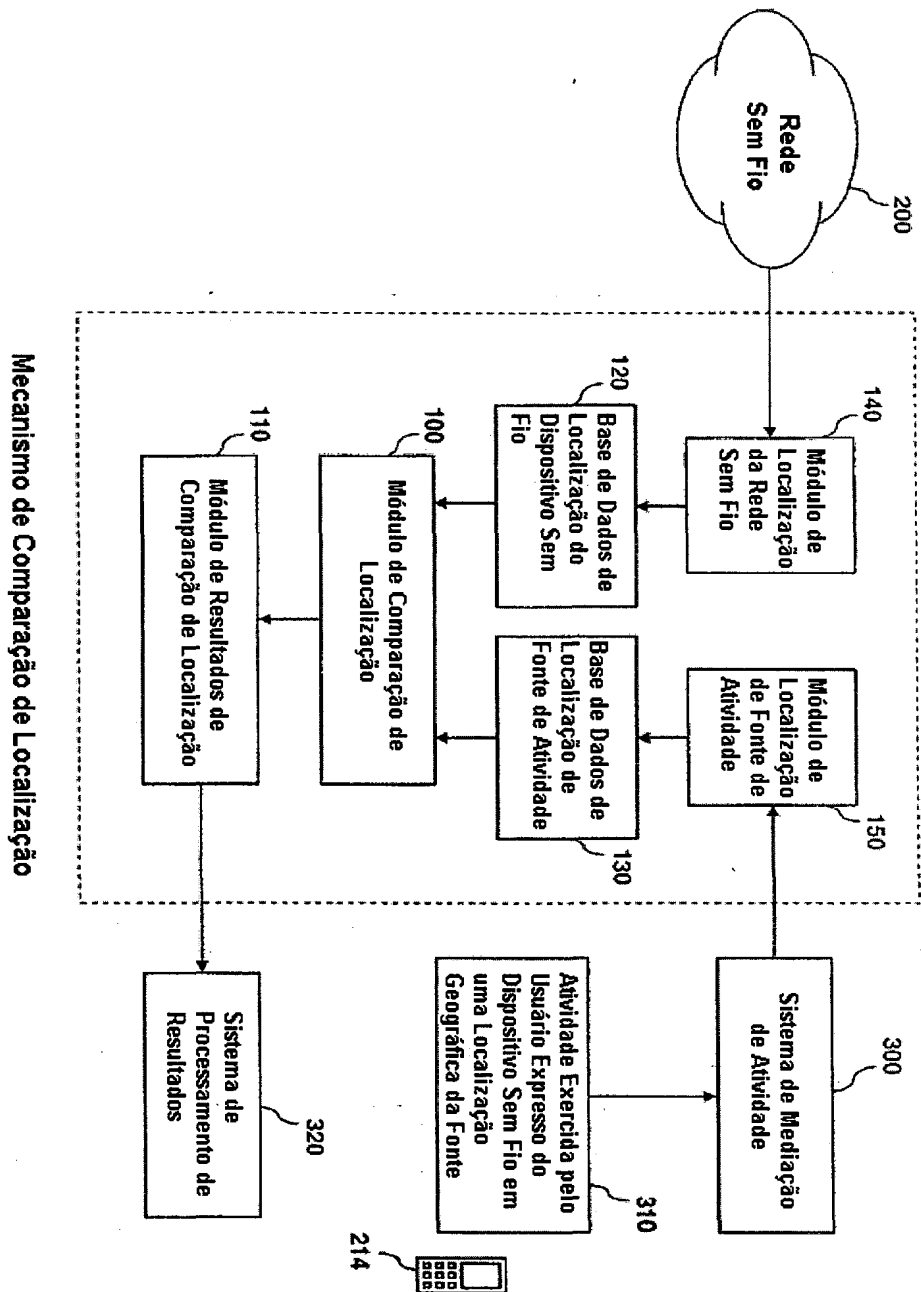 Rede
Sem Fio
200
140
Módulo de
Localização
da Rede
Sem Fio
Módulo de
Localização
de Fonte de
Atividade
150
Sistema de Mediação
de Atividade
300
120
Base de Dados de
Localização do
Dispositivo Sem
Fio
Base de Dados de
Localização de
Fonte de Atividade
130
Atividade Exercida pelo
Usuário Expresso do
Dispositivo Sem Fio em
uma Localização
Geográfica da Fonte
310
214
100
Módulo de Comparação de
Localização
110
Módulo de Resultados de
Comparação de Localização
Sistema de
Processamento de
Resultados
320
Mecanismo de Comparação de Localização